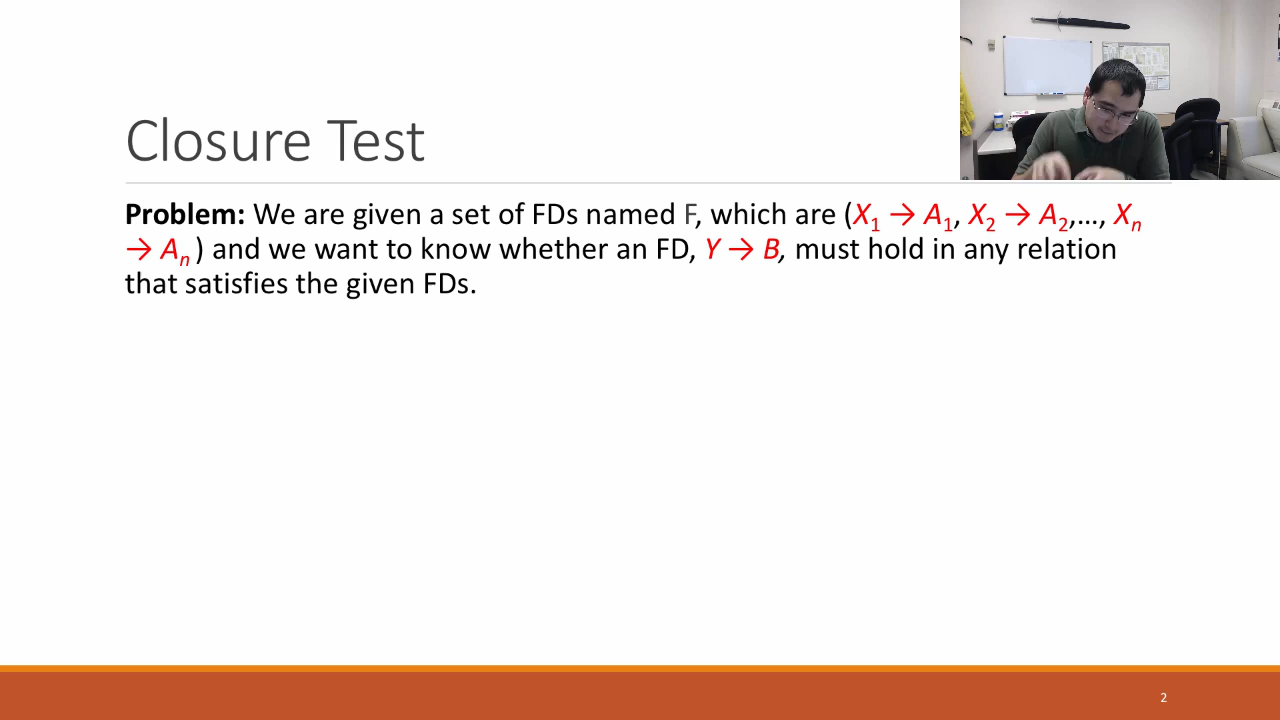 Closure Test
Problem: We are given a set of FDs named F, which are (X₁ → A₁, X₂ → A₂,..., Xₙ
→ Aₙ ) and we want to know whether an FD, Y → B, must hold in any relation
that satisfies the given FDs.
2